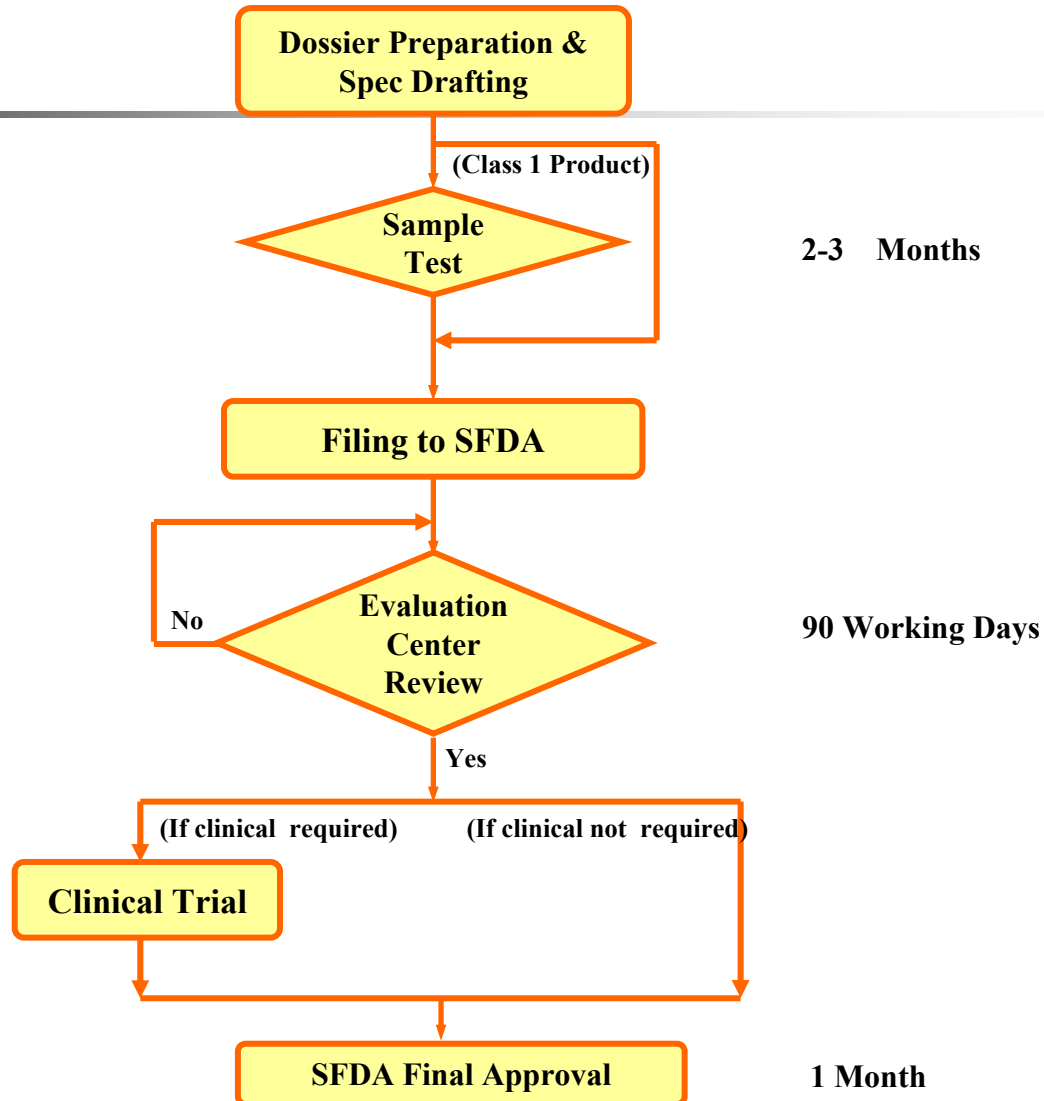 Dossier Preparation &
Spec Drafting
(Class 1 Product)
Sample
Test
2-3 Months
Filing to SFDA
No
Evaluation
Center
Review
90 Working Days
Yes
(If clinical required)
(If clinical not required)
Clinical Trial
SFDA Final Approval
1 Month